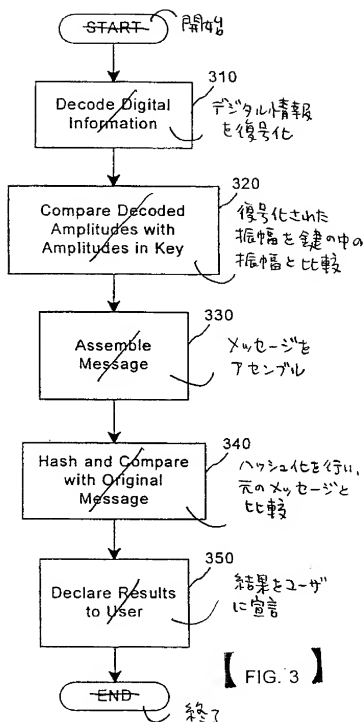 START
開始
310
Decode Digital
Information
デジタル情報
を復号化
320
Compare Decoded
Amplitudes with
Amplitudes in Key
復号化された
振幅を鍵の中の
振幅と比較
330
Assemble
Message
メッセージを
アセンブル
340
Hash and Compare
with Original
Message
ハッシュ化を行い、
元のメッセージと
比較
350
Declare Results
to User
結果をユーザ
に宣言
END
終了
【 FIG. 3 】